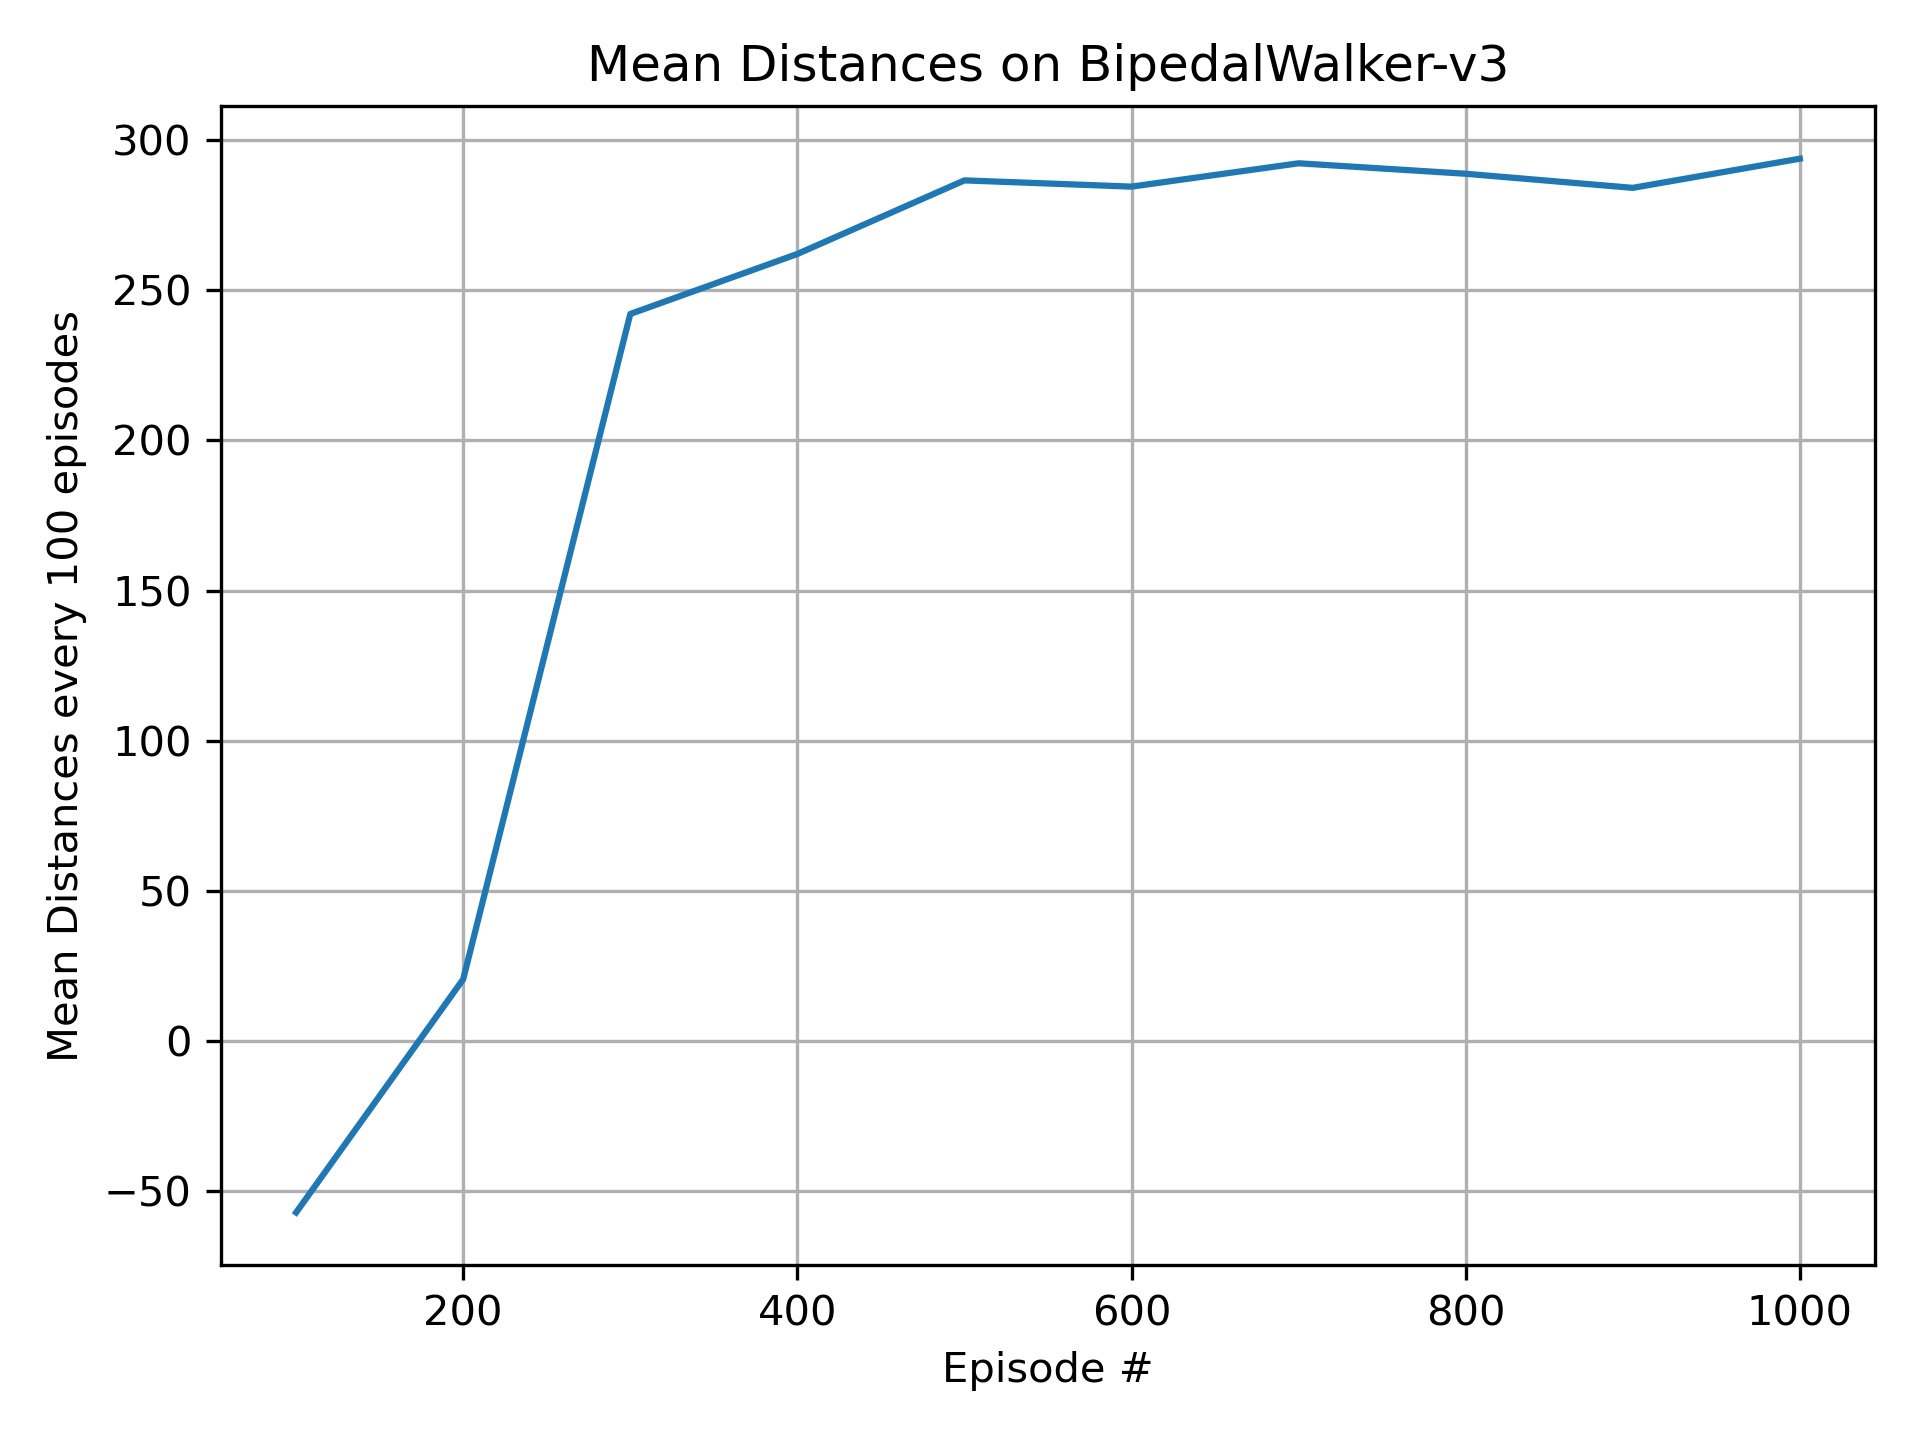 Mean Distances on BipedalWalker-v3
Mean Distances every 100 episodes
300
250
200
150
100
50
0
−50
200 400 600 800 1000
Episode #